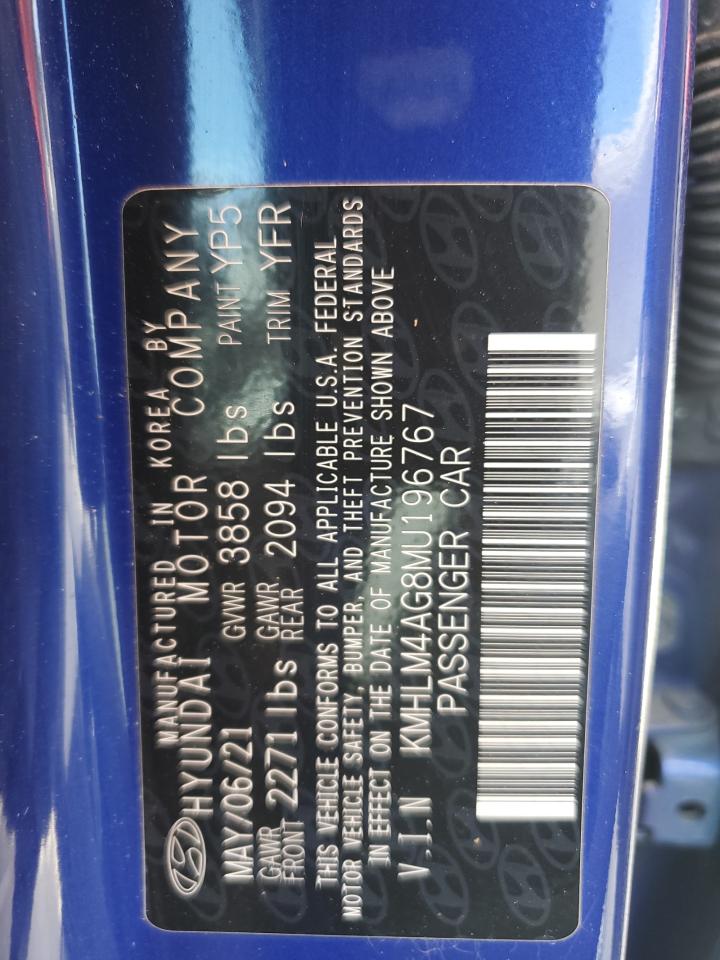 MANUFACTURED IN KOREA BY
HYUNDAI MOTOR COMPANY
MAY/06/21 GVWR 3858 lbs PAINT YP5
GAWR FRONT 2271 lbs GAWR REAR 2094 lbs TRIM YFR
THIS VEHICLE CONFORMS TO ALL APPLICABLE U.S.A. FEDERAL
MOTOR VEHICLE SAFETY, BUMPER, AND THEFT PREVENTION STANDARDS
IN EFFECT ON THE DATE OF MANUFACTURE SHOWN ABOVE
V.I.N KMHLM4AG8MU196767
PASSENGER CAR